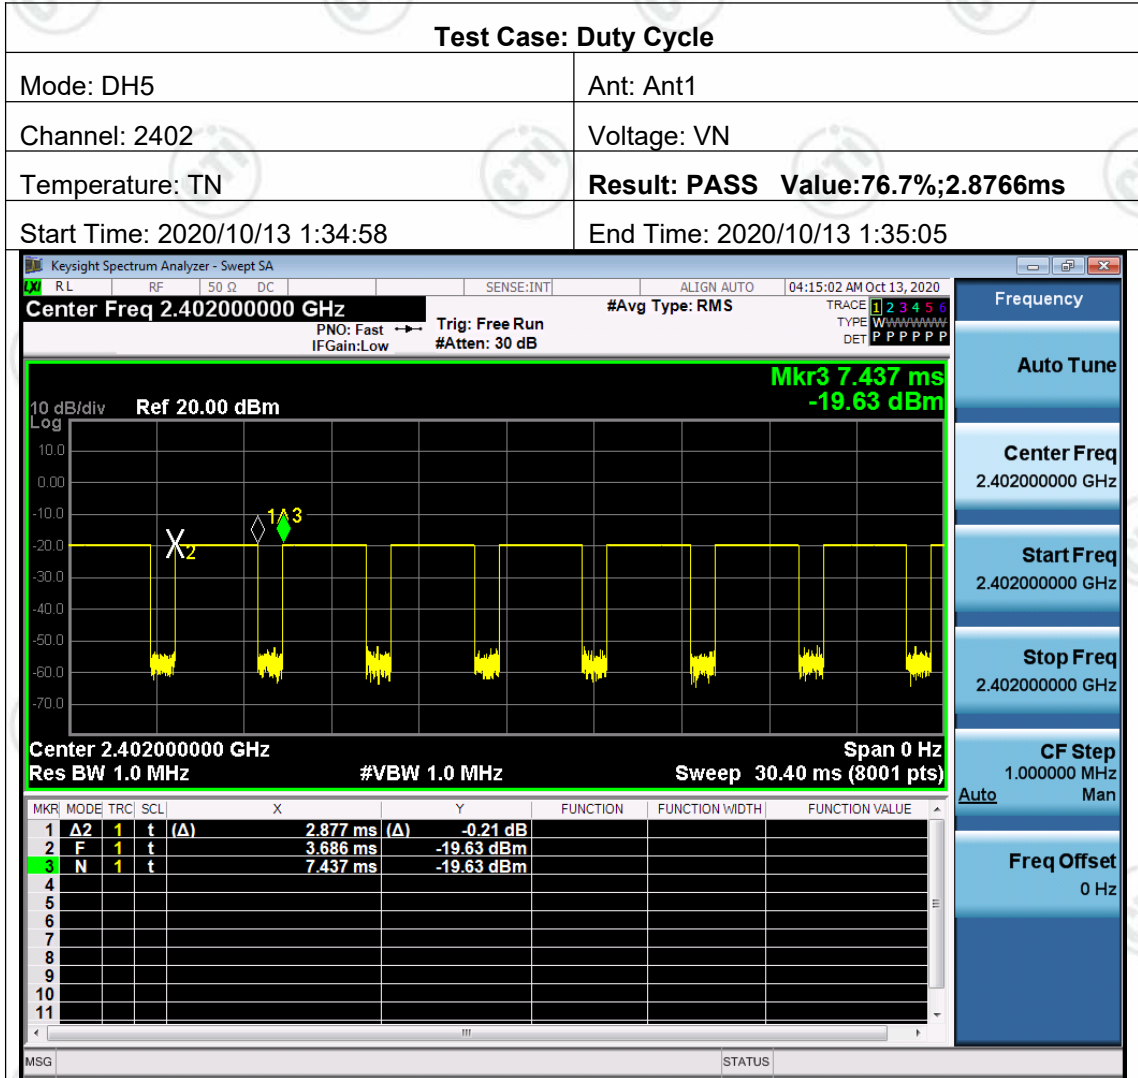 Test Case: Duty Cycle
Mode: DH5
Ant: Ant1
Channel: 2402
Voltage: VN
Temperature: TN
Result: PASS Value:76.7%;2.8766ms
Start Time: 2020/10/13 1:34:58
End Time: 2020/10/13 1:35:05
Keysight Spectrum Analyzer - Swept SA
LXI RL RF 50 Ω DC SENSE:INT ALIGN AUTO 04:15:02 AM Oct 13, 2020
Center Freq 2.402000000 GHz
PNO: Fast
IFGain:Low
Trig: Free Run
#Atten: 30 dB
#Avg Type: RMS
TRACE 1 2 3 4 5 6
TYPE WWWWWW
DET P P P P P P
Mkr3 7.437 ms
-19.63 dBm
10 dB/div Ref 20.00 dBm
Log
10.0
0.00
-10.0
-20.0
-30.0
-40.0
-50.0
-60.0
-70.0
1Δ3
X2
Center 2.402000000 GHz Span 0 Hz
Res BW 1.0 MHz #VBW 1.0 MHz Sweep 30.40 ms (8001 pts)
MKR MODE TRC SCL X Y FUNCTION FUNCTION WIDTH FUNCTION VALUE
1 Δ2 1 t (Δ) 2.877 ms (Δ) -0.21 dB
2 F 1 t 3.686 ms -19.63 dBm
3 N 1 t 7.437 ms -19.63 dBm
4
5
6
7
8
9
10
11
MSG STATUS
Frequency
Auto Tune
Center Freq
2.402000000 GHz
Start Freq
2.402000000 GHz
Stop Freq
2.402000000 GHz
CF Step
1.000000 MHz
Auto Man
Freq Offset
0 Hz
CTI
CTI
CTI